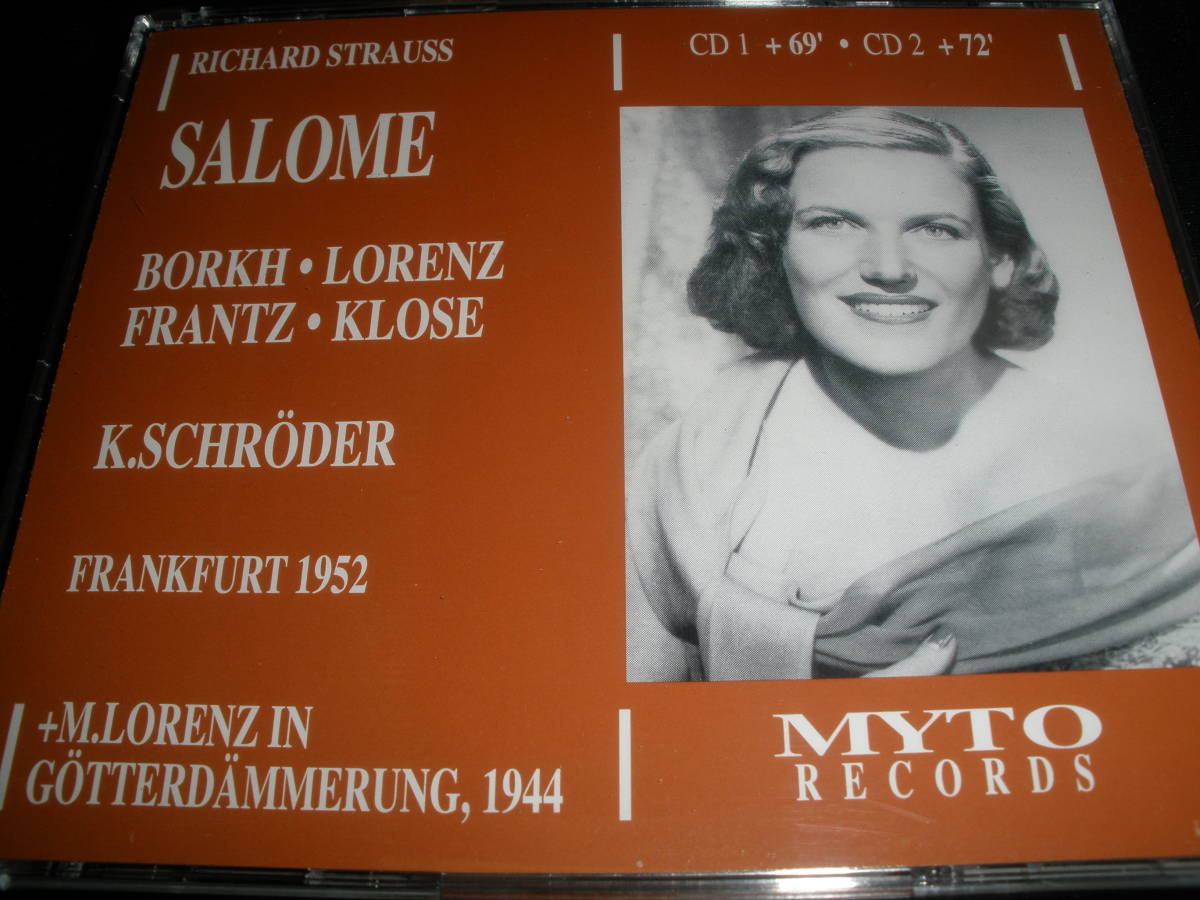 RICHARD STRAUSS
CD 1 + 69' • CD 2 + 72'
SALOME
BORKH • LORENZ
FRANTZ • KLOSE
K.SCHRÖDER
FRANKFURT 1952
+M.LORENZ IN
GÖTTERDÄMMERUNG, 1944
MYTO
RECORDS